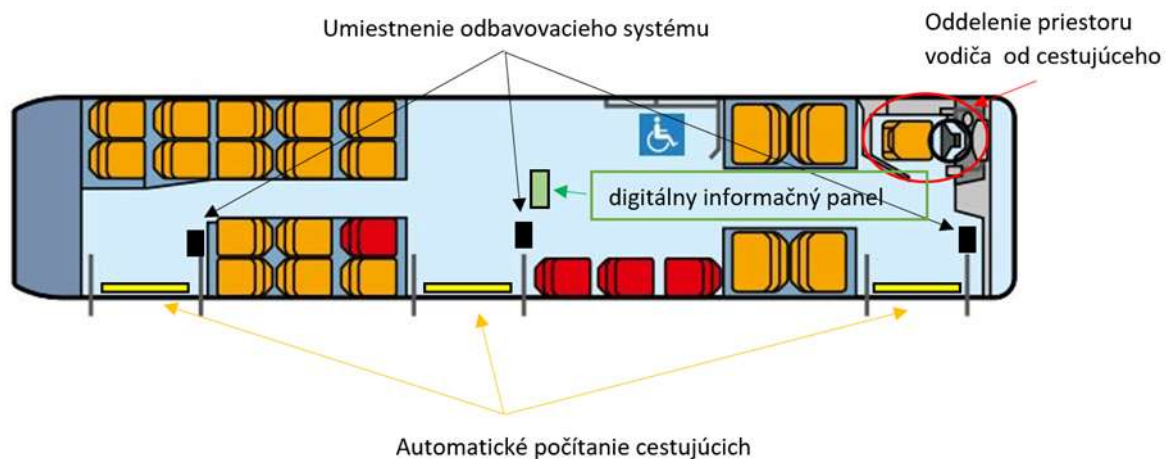 Umiestnenie odbavovacieho systému
Oddelenie priestoru
vodiča od cestujúceho
digitálny informačný panel
Automatické počítanie cestujúcich